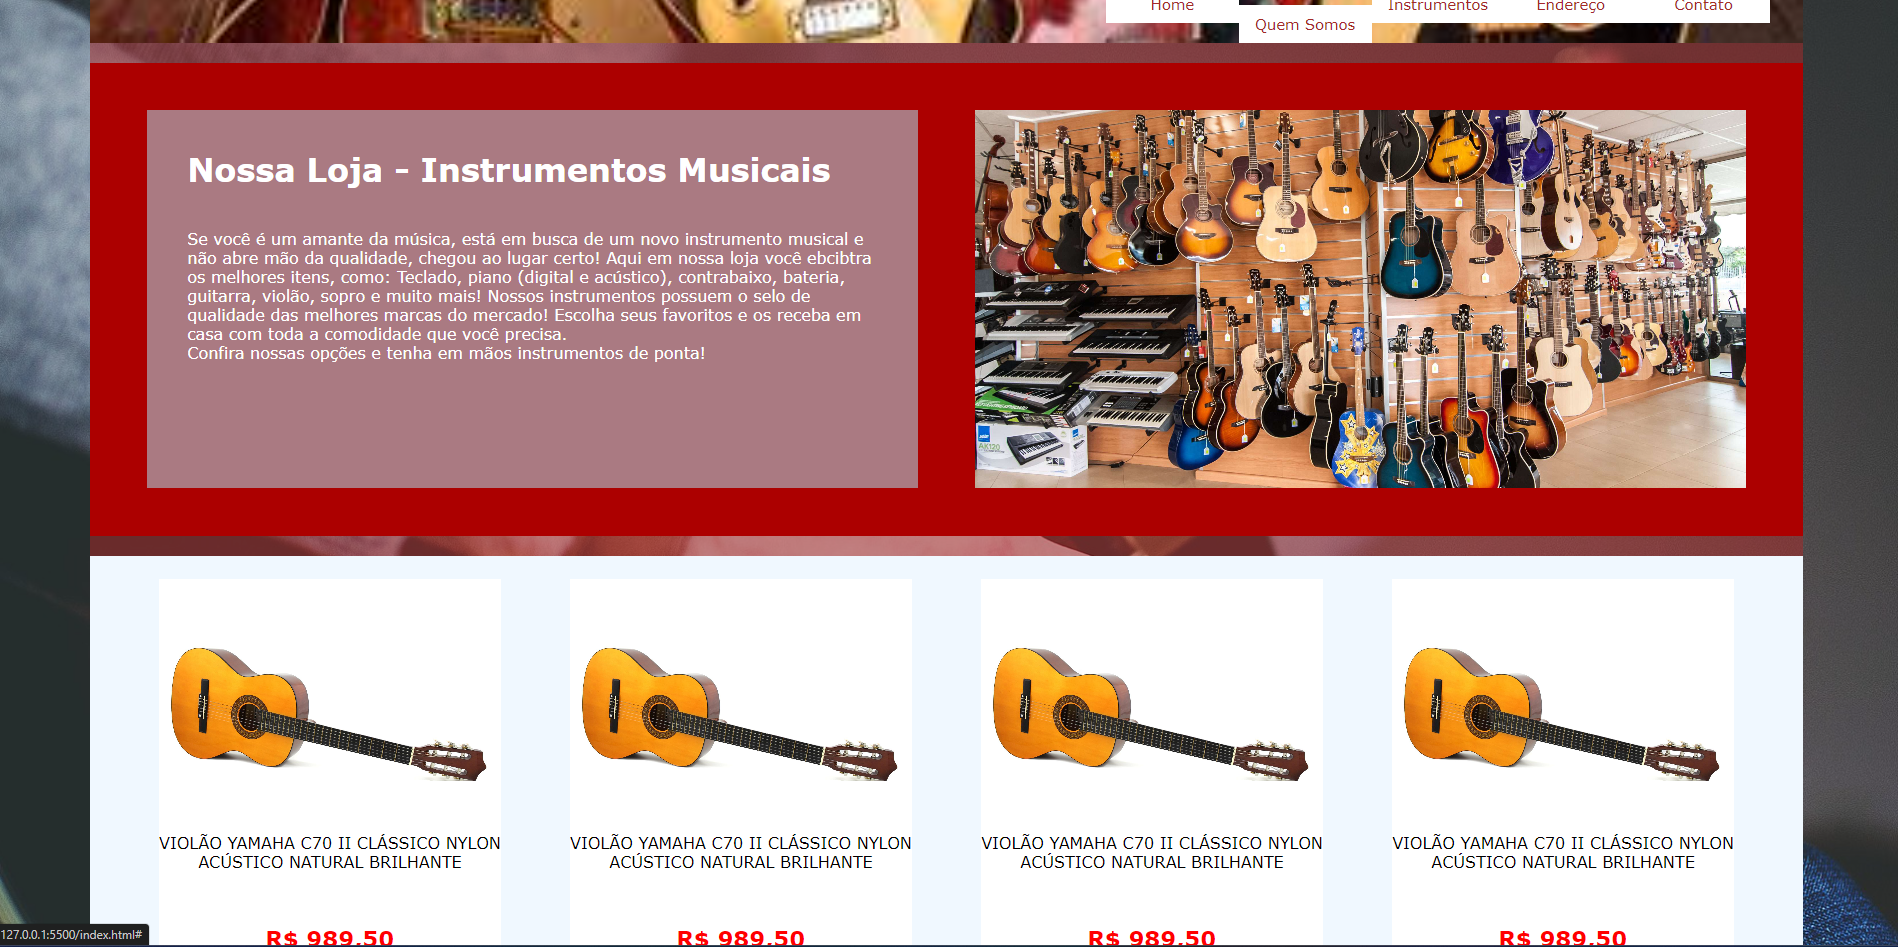 Home
Instrumentos
Endereço
Contato
Quem Somos
Nossa Loja - Instrumentos Musicais
Se você é um amante da música, está em busca de um novo instrumento musical e
não abre mão da qualidade, chegou ao lugar certo! Aqui em nossa loja você ebcibtra
os melhores itens, como: Teclado, piano (digital e acústico), contrabaixo, bateria,
guitarra, violão, sopro e muito mais! Nossos instrumentos possuem o selo de
qualidade das melhores marcas do mercado! Escolha seus favoritos e os receba em
casa com toda a comodidade que você precisa.
Confira nossas opções e tenha em mãos instrumentos de ponta!
AK120
VIOLÃO YAMAHA C70 II CLÁSSICO NYLON
ACÚSTICO NATURAL BRILHANTE
R$ 989,50
VIOLÃO YAMAHA C70 II CLÁSSICO NYLON
ACÚSTICO NATURAL BRILHANTE
R$ 989,50
VIOLÃO YAMAHA C70 II CLÁSSICO NYLON
ACÚSTICO NATURAL BRILHANTE
R$ 989,50
VIOLÃO YAMAHA C70 II CLÁSSICO NYLON
ACÚSTICO NATURAL BRILHANTE
R$ 989,50
127.0.0.1:5500/index.html#